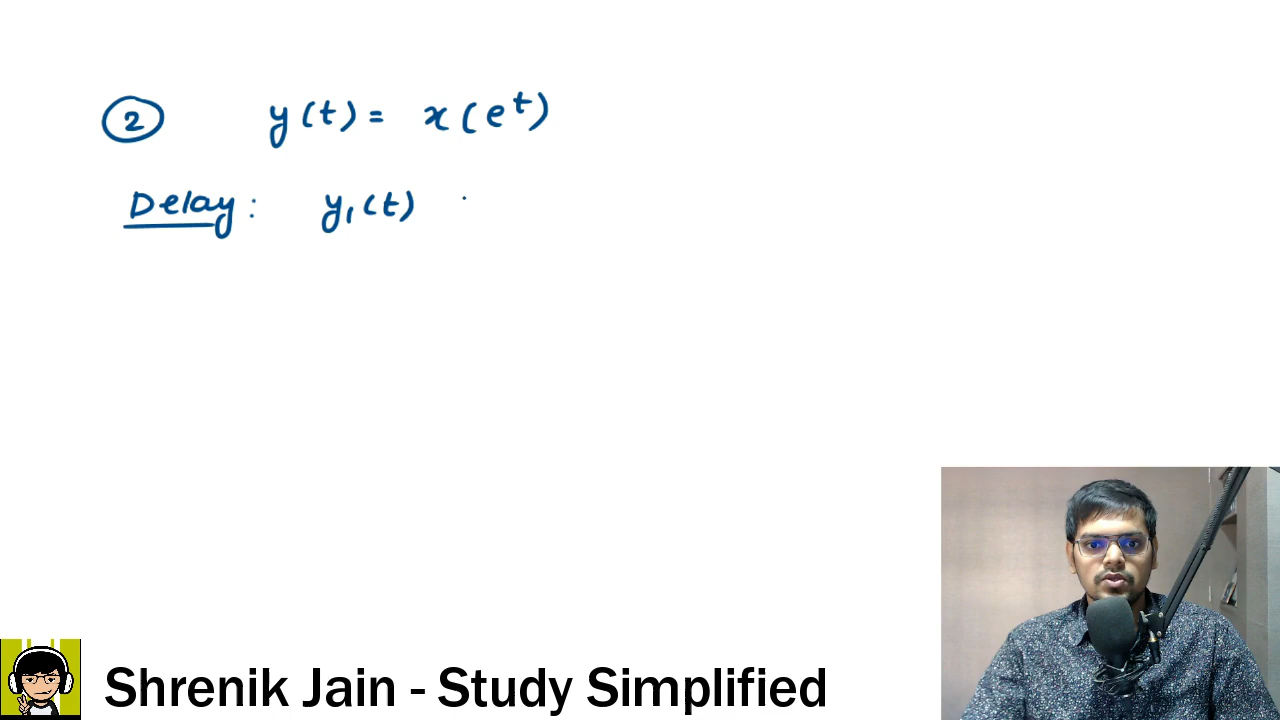 ② y(t) = x(e^t)
Delay : y₁(t)
Shrenik Jain - Study Simplified